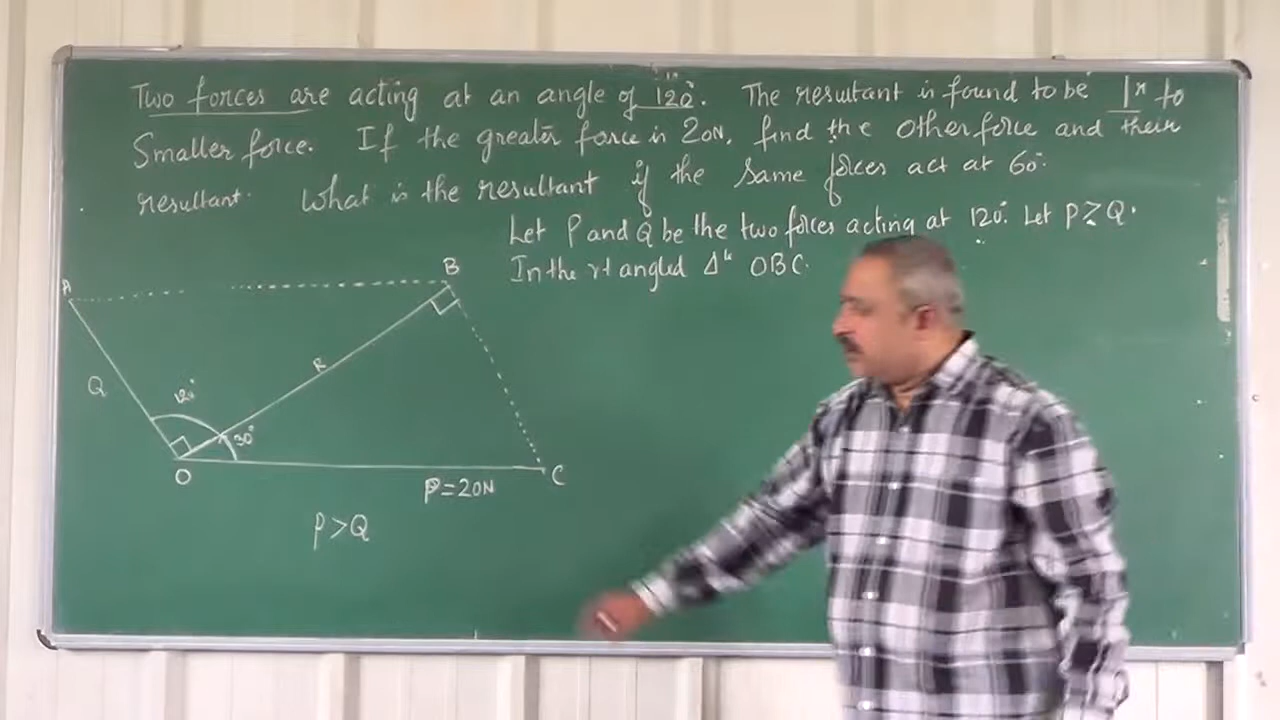 Two forces are acting at an angle of 120°. The resultant is found to be ⊥r to
Smaller force. If the greater force is 20N, find the Other force and their
resultant. What is the resultant if the same forces act at 60°.
Let P and Q be the two forces acting at 120°. Let P > Q.
In the rt angled Δle OBC.
A
B
R
Q
120°
30°
O
P=20N
C
P>Q